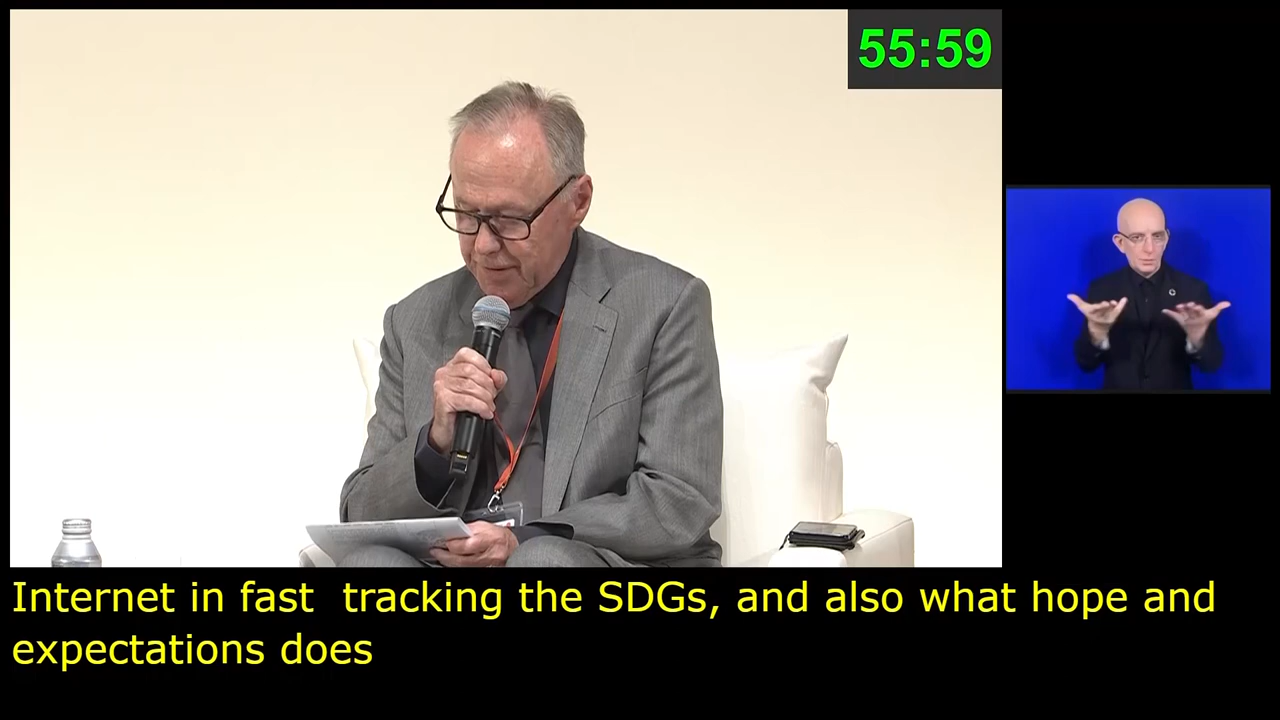 55:59
Internet in fast  tracking the SDGs, and also what hope and
expectations does